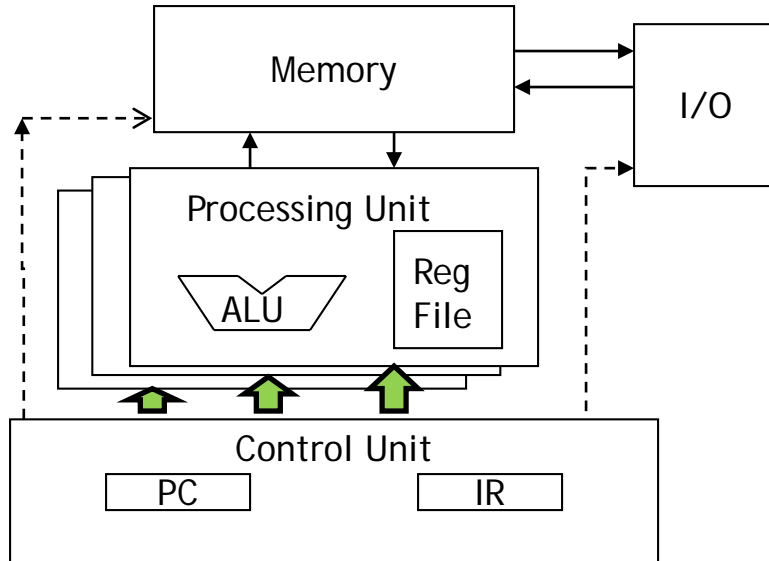 Memory
I/O
Processing Unit
ALU
Reg
File
Control Unit
PC
IR